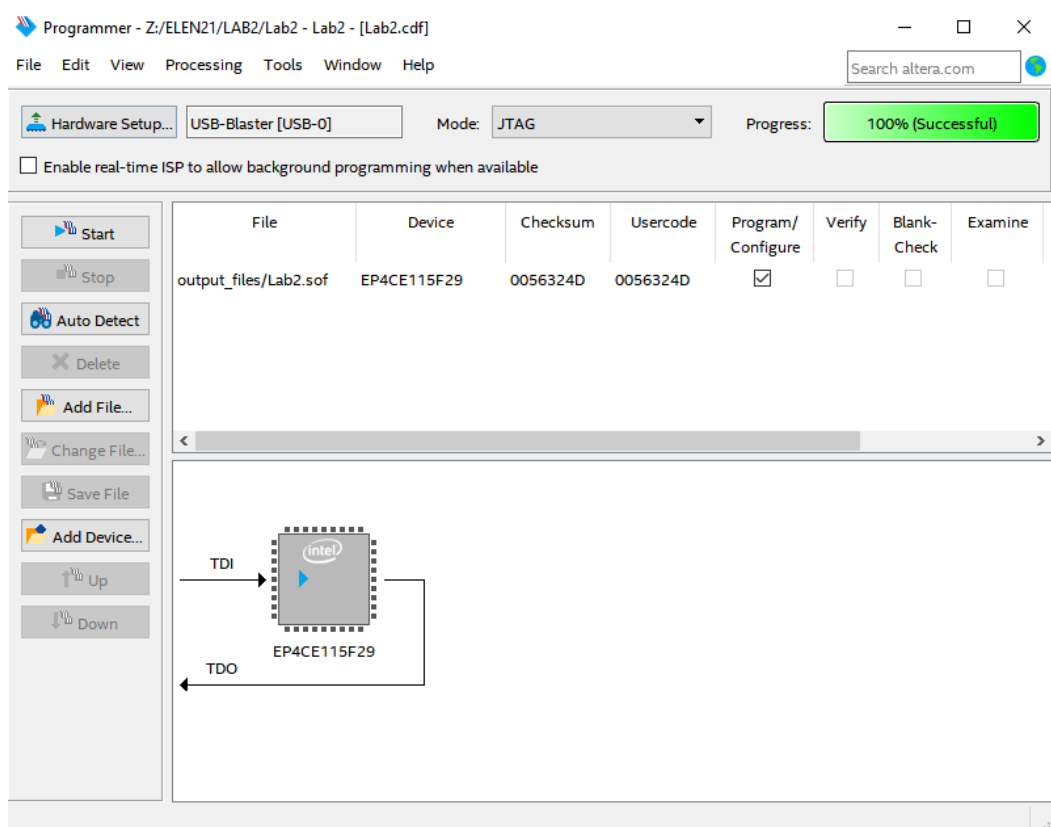 Programmer - Z:/ELEN21/LAB2/Lab2 - Lab2 - [Lab2.cdf]
File Edit View Processing Tools Window Help
Search altera.com
Hardware Setup... USB-Blaster [USB-0] Mode: JTAG Progress: 100% (Successful)
Enable real-time ISP to allow background programming when available
Start
Stop
Auto Detect
Delete
Add File...
Change File...
Save File
Add Device...
Up
Down
File Device Checksum Usercode Program/ Verify Blank- Examine
Configure Check
output_files/Lab2.sof EP4CE115F29 0056324D 0056324D
TDI
intel
EP4CE115F29
TDO